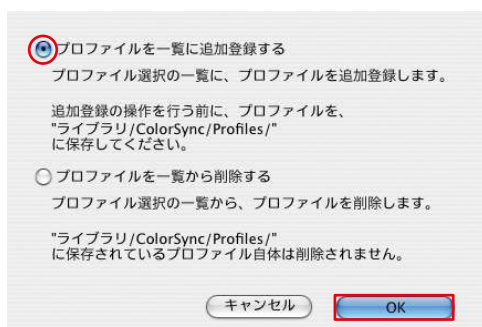 プロファイルを一覧に追加登録する
プロファイル選択の一覧に、プロファイルを追加登録します。
追加登録の操作を行う前に、プロファイルを、
"ライブラリ/ColorSync/Profiles/"
に保存してください。
プロファイルを一覧から削除する
プロファイル選択の一覧から、プロファイルを削除します。
"ライブラリ/ColorSync/Profiles/"
に保存されているプロファイル自体は削除されません。
キャンセル OK